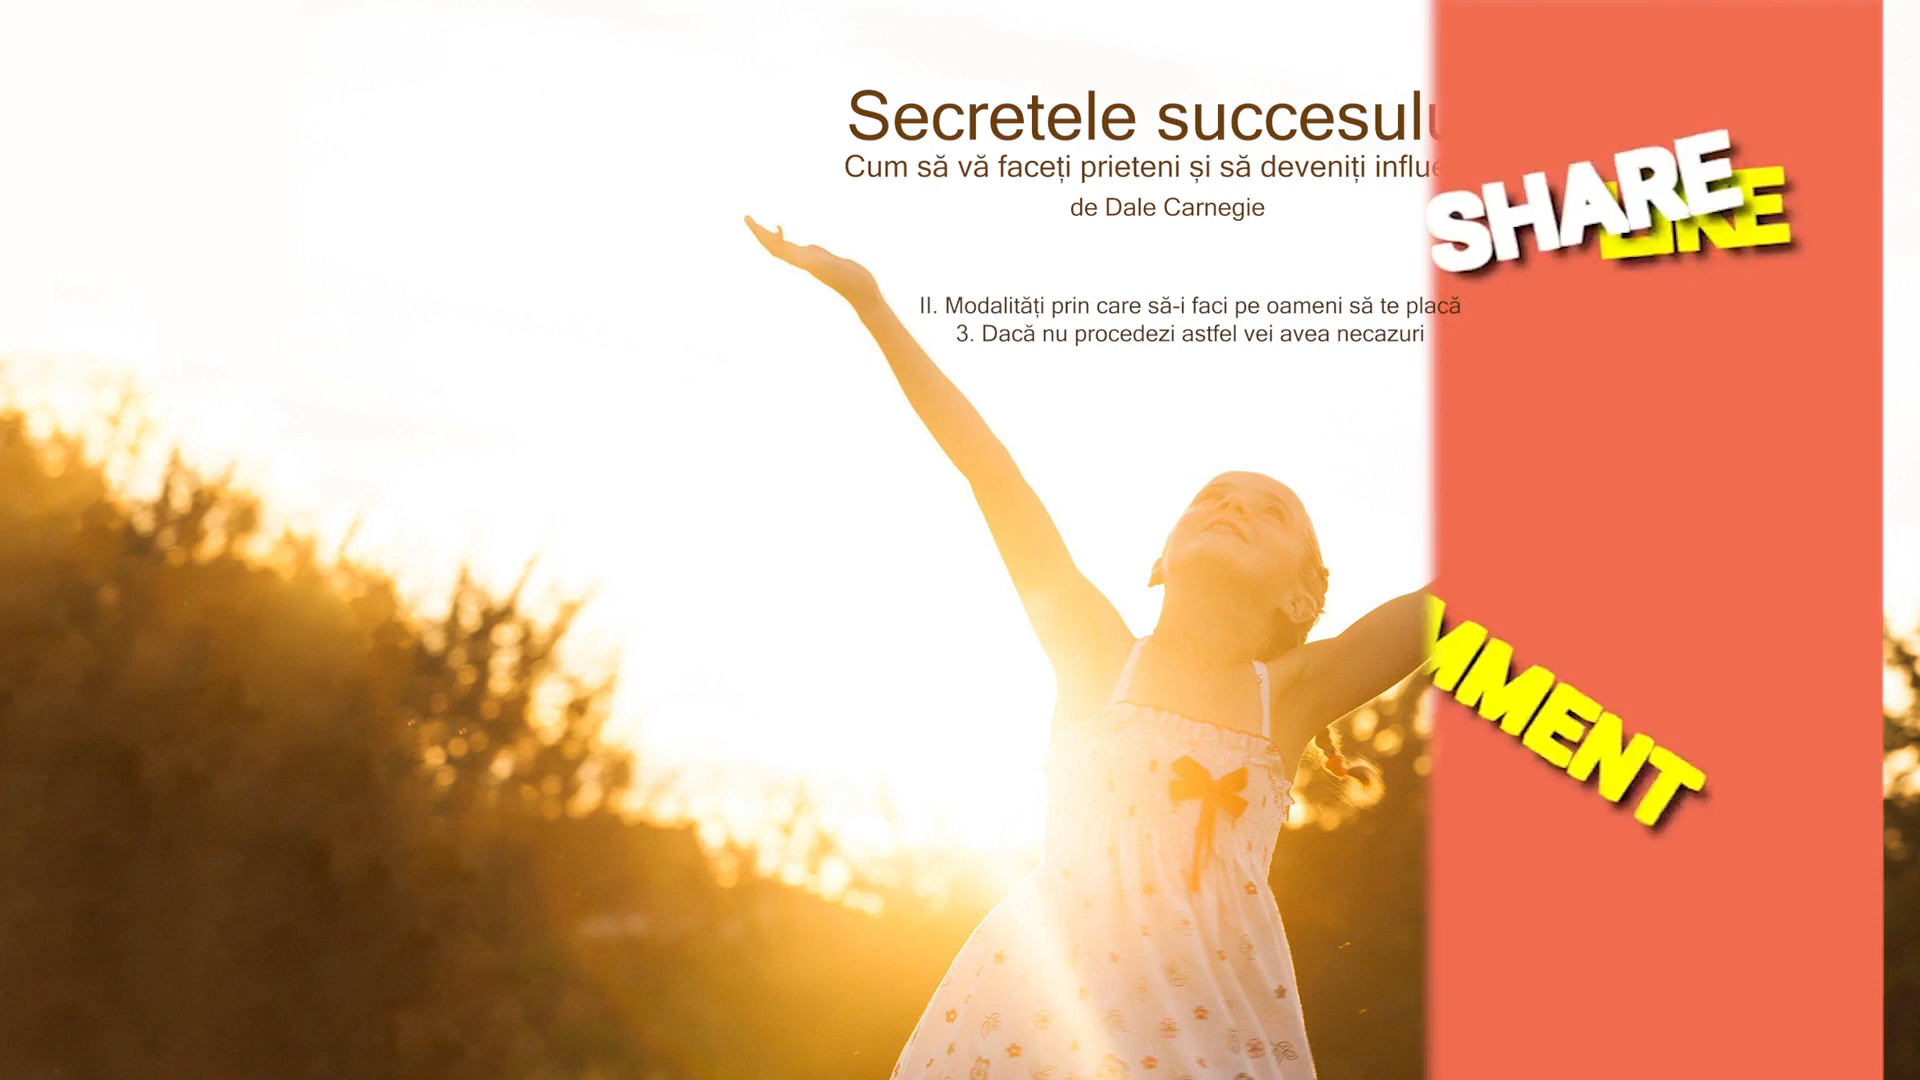 Secretele succesulu
Cum să vă faceți prieteni și să deveniți influe
de Dale Carnegie
SHARE
LIKE
II. Modalități prin care să-i faci pe oameni să te placă
3. Dacă nu procedezi astfel vei avea necazuri
MMENT